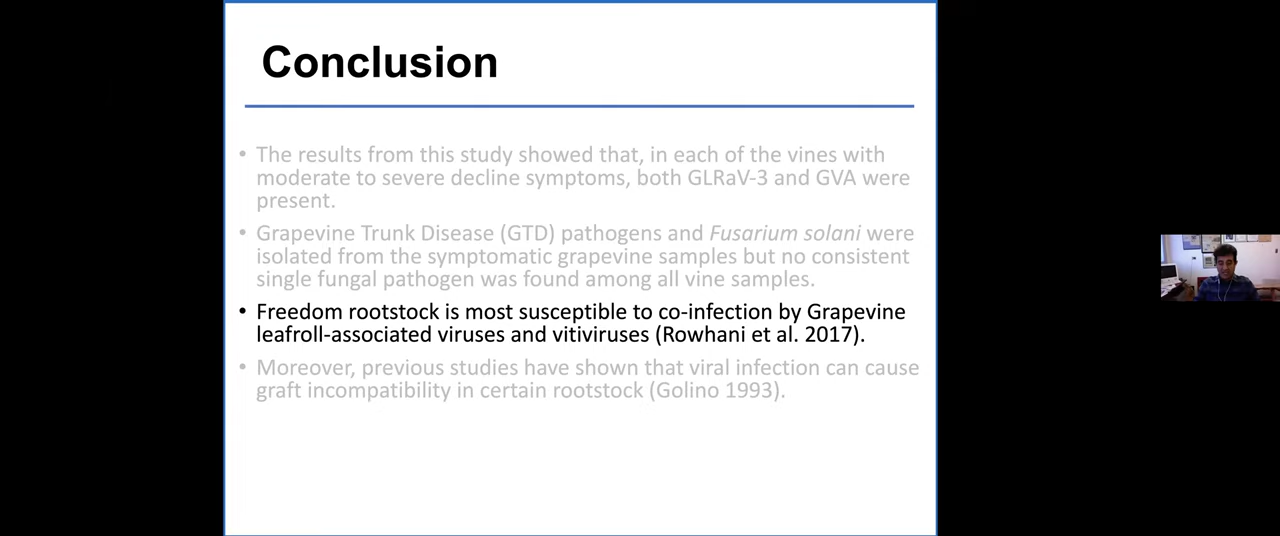 Conclusion
• The results from this study showed that, in each of the vines with
moderate to severe decline symptoms, both GLRaV-3 and GVA were
present.
• Grapevine Trunk Disease (GTD) pathogens and Fusarium solani were
isolated from the symptomatic grapevine samples but no consistent
single fungal pathogen was found among all vine samples.
• Freedom rootstock is most susceptible to co-infection by Grapevine
leafroll-associated viruses and vitiviruses (Rowhani et al. 2017).
• Moreover, previous studies have shown that viral infection can cause
graft incompatibility in certain rootstock (Golino 1993).